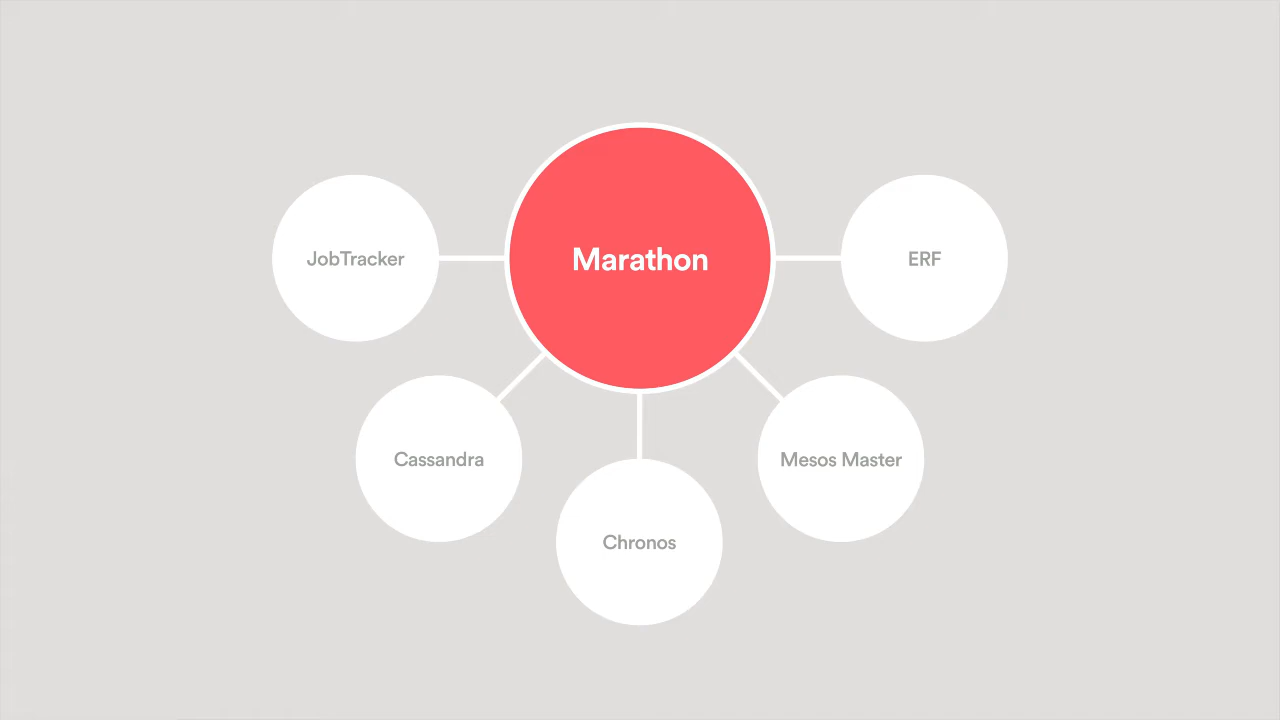 Marathon
JobTracker
ERF
Cassandra
Mesos Master
Chronos